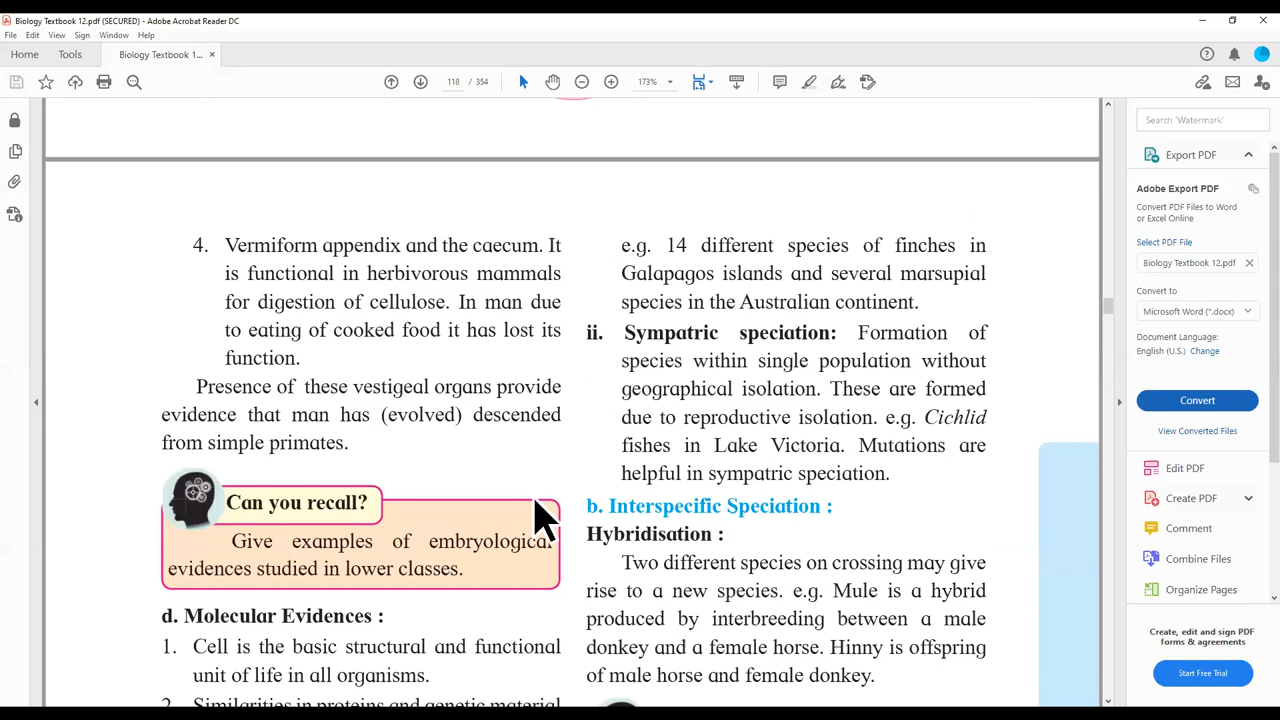 Biology Textbook 12.pdf (SECURED) - Adobe Acrobat Reader DC
File Edit View Sign Window Help
Home Tools Biology Textbook 1... ×
118 / 354 173%
4. Vermiform appendix and the caecum. It
is functional in herbivorous mammals
for digestion of cellulose. In man due
to eating of cooked food it has lost its
function.
Presence of these vestigeal organs provide
evidence that man has (evolved) descended
from simple primates.
Can you recall?
Give examples of embryological
evidences studied in lower classes.
d. Molecular Evidences :
1. Cell is the basic structural and functional
unit of life in all organisms.
2. Similarities in proteins and genetic material
e.g. 14 different species of finches in
Galapagos islands and several marsupial
species in the Australian continent.
ii. Sympatric speciation: Formation of
species within single population without
geographical isolation. These are formed
due to reproductive isolation. e.g. Cichlid
fishes in Lake Victoria. Mutations are
helpful in sympatric speciation.
b. Interspecific Speciation :
Hybridisation :
Two different species on crossing may give
rise to a new species. e.g. Mule is a hybrid
produced by interbreeding between a male
donkey and a female horse. Hinny is offspring
of male horse and female donkey.
Search 'Watermark'
Export PDF
Adobe Export PDF
Convert PDF Files to Word
or Excel Online
Select PDF File
Biology Textbook 12.pdf
Convert to
Microsoft Word (*.docx)
Document Language:
English (U.S.) Change
Convert
View Converted Files
Edit PDF
Create PDF
Comment
Combine Files
Organize Pages
Create, edit and sign PDF
forms & agreements
Start Free Trial